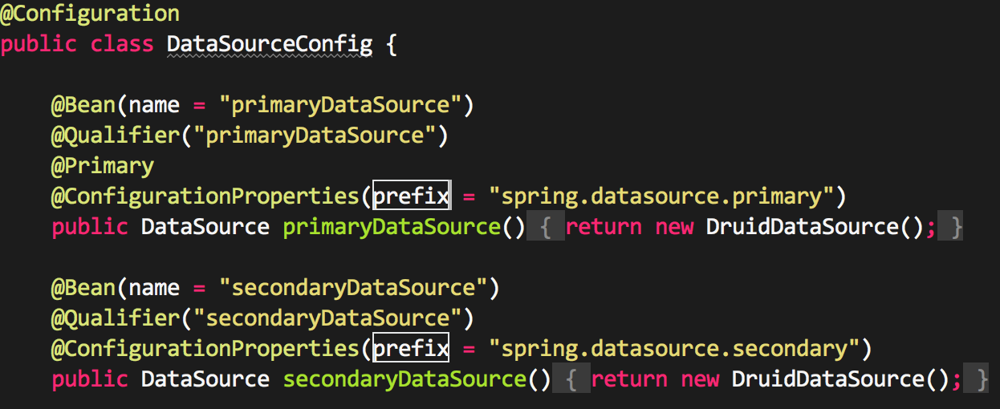 @Configuration
public class DataSourceConfig {
@Bean(name = "primaryDataSource")
@Qualifier("primaryDataSource")
@Primary
@ConfigurationProperties(prefix = "spring.datasource.primary")
public DataSource primaryDataSource() { return new DruidDataSource(); }
@Bean(name = "secondaryDataSource")
@Qualifier("secondaryDataSource")
@ConfigurationProperties(prefix = "spring.datasource.secondary")
public DataSource secondaryDataSource() { return new DruidDataSource(); }